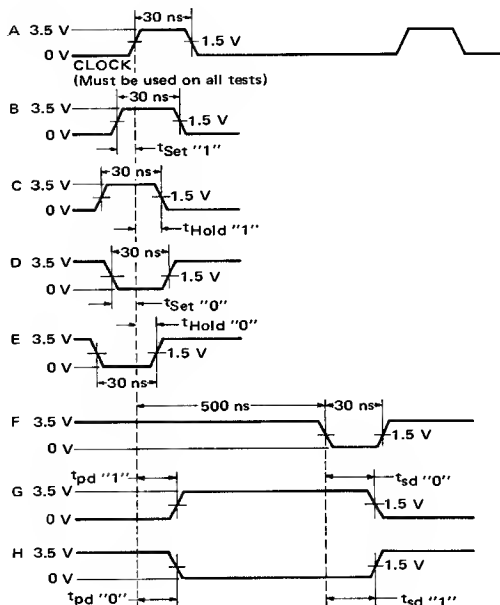 30 ns
A 3.5 V
1.5 V
0 V
CLOCK
(Must be used on all tests)
30 ns
B 3.5 V
1.5 V
0 V
tSet "1"
30 ns
C 3.5 V
1.5 V
0 V
tHold "1"
30 ns
D 3.5 V
1.5 V
0 V
tSet "0"
tHold "0"
E 3.5 V
1.5 V
0 V
30 ns
500 ns 30 ns
F 3.5 V
1.5 V
0 V
tpd "1" tsd "0"
G 3.5 V
1.5 V
0 V
H 3.5 V
1.5 V
0 V
tpd "0" tsd "1"